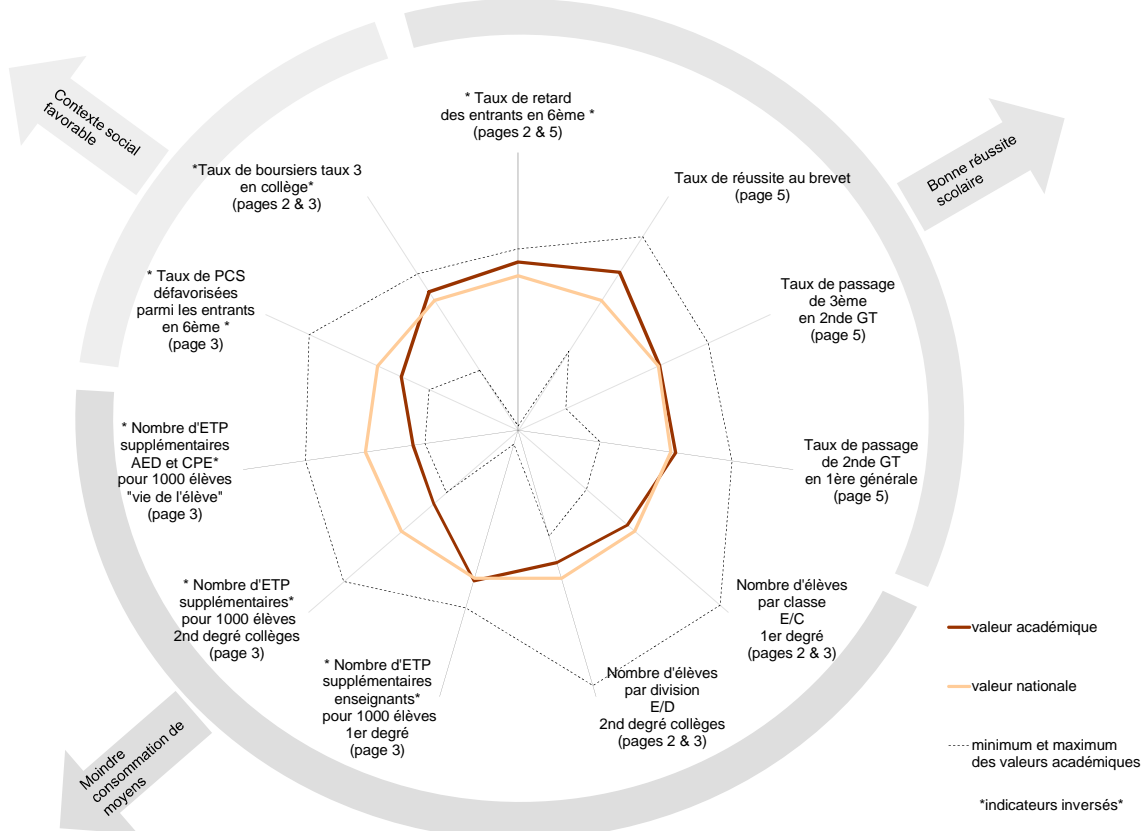 Contexte social
favorable
* Taux de retard
des entrants en 6ème *
(pages 2 & 5)
Bonne réussite
scolaire
*Taux de boursiers taux 3
en collège*
(pages 2 & 3)
Taux de réussite au brevet
(page 5)
* Taux de PCS
défavorisées
parmi les entrants
en 6ème *
(page 3)
Taux de passage
de 3ème
en 2nde GT
(page 5)
* Nombre d'ETP
supplémentaires
AED et CPE*
pour 1000 élèves
"vie de l'élève"
(page 3)
Taux de passage
de 2nde GT
en 1ère générale
(page 5)
* Nombre d'ETP
supplémentaires*
pour 1000 élèves
2nd degré collèges
(page 3)
Nombre d'élèves
par classe
E/C
1er degré
(pages 2 & 3)
* Nombre d'ETP
supplémentaires
enseignants*
pour 1000 élèves
1er degré
(page 3)
Nombre d'élèves
par division
E/D
2nd degré collèges
(pages 2 & 3)
Moindre
consommation de
moyens
valeur académique
valeur nationale
minimum et maximum
des valeurs académiques
*indicateurs inversés*